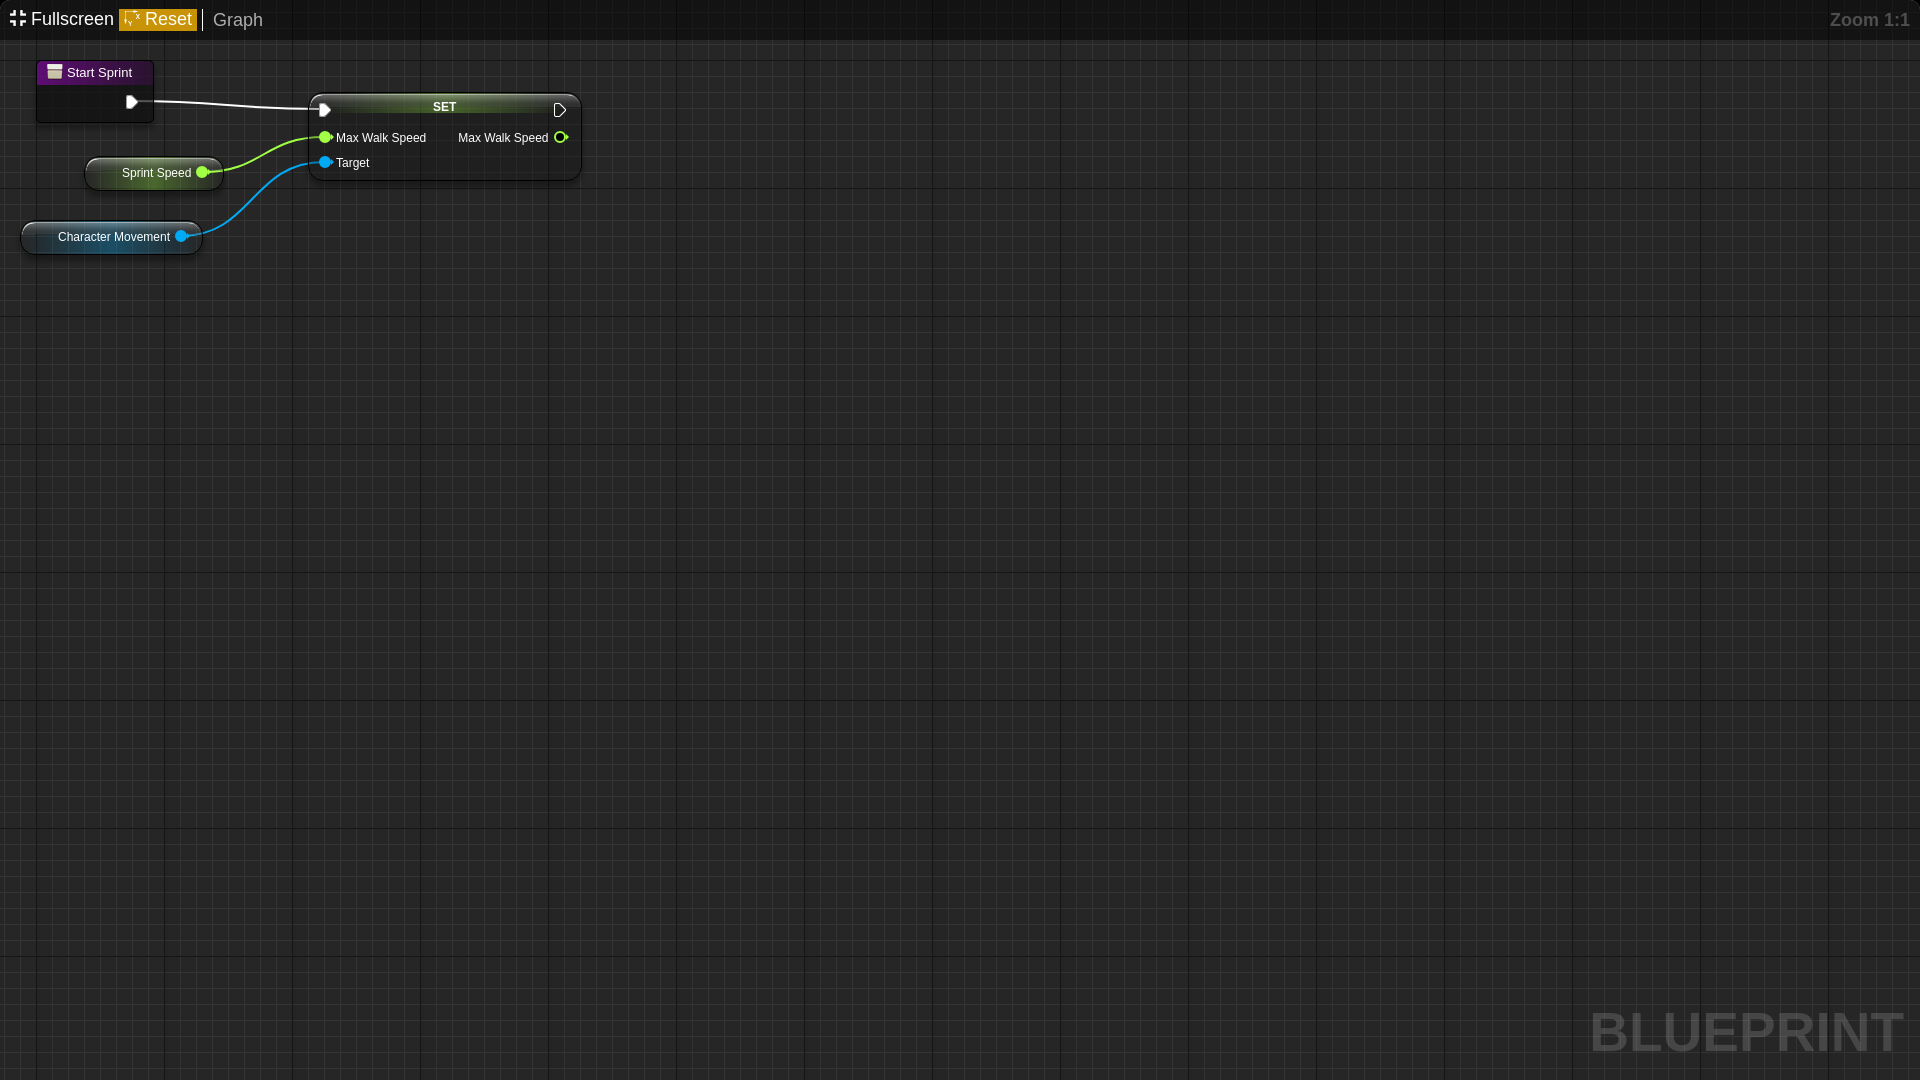 Fullscreen Reset Graph Zoom 1:1
Start Sprint
SET
Max Walk Speed Max Walk Speed
Target
Sprint Speed
Character Movement
BLUEPRINT